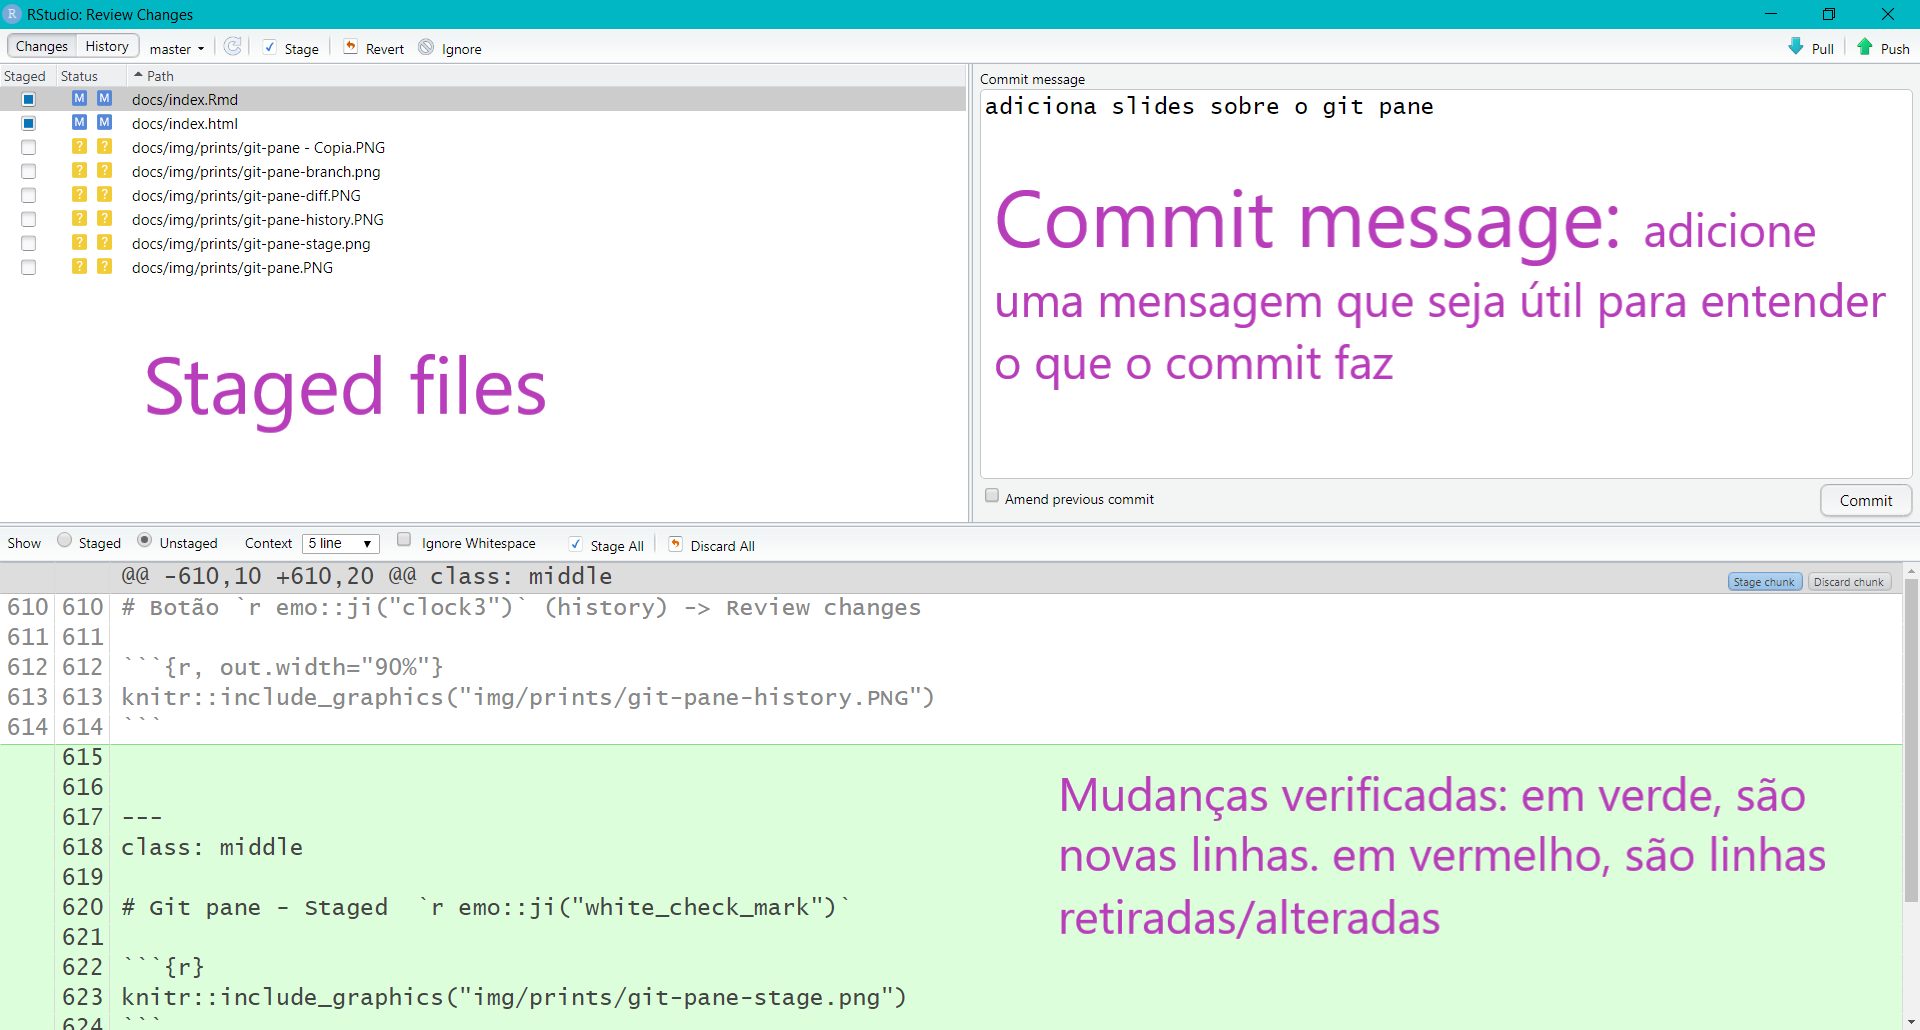 R RStudio: Review Changes
Changes History master Stage Revert Ignore Pull Push
Staged Status Path
M M docs/index.Rmd
M M docs/index.html
? ? docs/img/prints/git-pane - Copia.PNG
? ? docs/img/prints/git-pane-branch.png
? ? docs/img/prints/git-pane-diff.PNG
? ? docs/img/prints/git-pane-history.PNG
? ? docs/img/prints/git-pane-stage.png
? ? docs/img/prints/git-pane.PNG
Staged files
Commit message
adiciona slides sobre o git pane
Commit message: adicione
uma mensagem que seja útil para entender
o que o commit faz
Amend previous commit Commit
Show Staged Unstaged Context 5 line Ignore Whitespace Stage All Discard All
@@ -610,10 +610,20 @@ class: middle Stage chunk Discard chunk
610 610 # Botão `r emo::ji("clock3")` (history) -> Review changes
611 611
612 612 ```{r, out.width="90%"}
613 613 knitr::include_graphics("img/prints/git-pane-history.PNG")
614 614 ```
615
616
617 ---
618 class: middle
619
620 # Git pane - Staged  `r emo::ji("white_check_mark")`
621
622 ```{r}
623 knitr::include_graphics("img/prints/git-pane-stage.png")
624 ```
Mudanças verificadas: em verde, são
novas linhas. em vermelho, são linhas
retiradas/alteradas